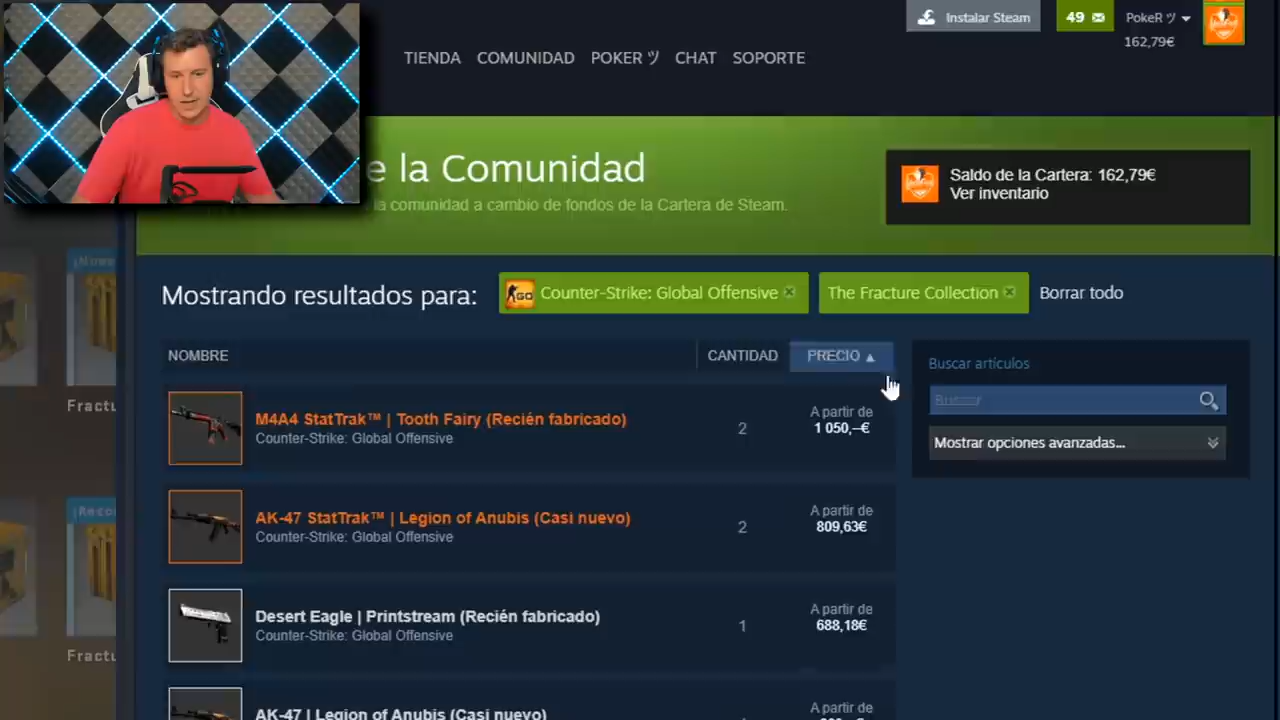 Instalar Steam
49
PokeR ツ
162,79€
TIENDA COMUNIDAD POKER ツ CHAT SOPORTE
e la Comunidad
la comunidad a cambio de fondos de la Cartera de Steam.
Saldo de la Cartera: 162,79€
Ver inventario
Mostrando resultados para: Counter-Strike: Global Offensive The Fracture Collection Borrar todo
NOMBRE CANTIDAD PRECIO ▲
M4A4 StatTrak™ | Tooth Fairy (Recién fabricado)
Counter-Strike: Global Offensive
2
A partir de
1 050,--€
AK-47 StatTrak™ | Legion of Anubis (Casi nuevo)
Counter-Strike: Global Offensive
2
A partir de
809,63€
Desert Eagle | Printstream (Recién fabricado)
Counter-Strike: Global Offensive
1
A partir de
688,18€
AK-47 | Legion of Anubis (Casi nuevo)
A partir de
Buscar artículos
Buscar
Mostrar opciones avanzadas...
Fractu
Fractu